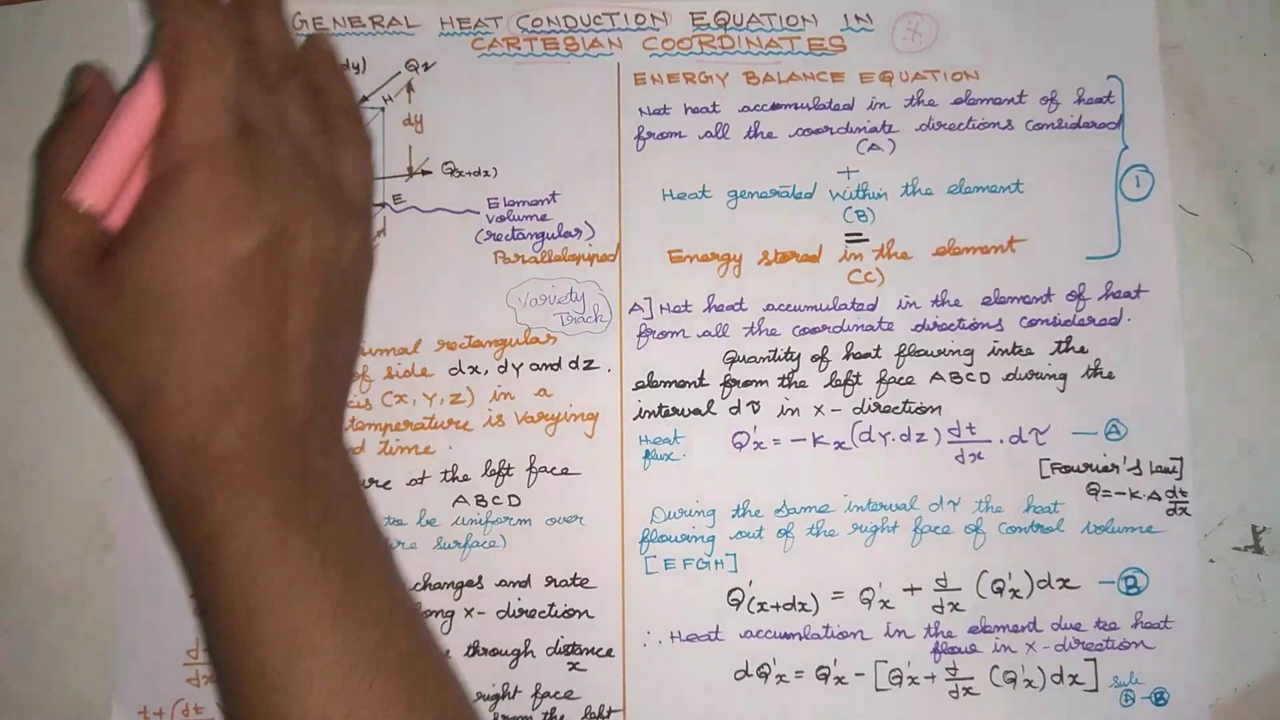 GENERAL HEAT CONDUCTION EQUATION IN
CARTESIAN COORDINATES
dy)
Qz
H
dy
Q(x+dx)
E
Element
volume
(rectangular)
Parallelopiped
Variety
Track
rectangular
of side dx, dy and dz.
(X, Y, Z) in a
temperature is varying
time.
at the left face
ABCD
to be uniform over
surface)
changes and rate
x-direction
through distance
x
right face
from the left
ENERGY BALANCE EQUATION
Net heat accumulated in the element of heat
from all the coordinate directions considered
(A)
+
Heat generated within the element
(B)
=
Energy stored in the element
(C)
1
A] Net heat accumulated in the element of heat
from all the coordinate directions considered.
Quantity of heat flowing into the
element from the left face ABCD during the
interval dτ in x-direction
Heat flux. Q'x = -Kx (dy.dz) dt/dx . dτ — A
[Fourier's Law]
Q = -K.A dt/dx
During the same interval dτ the heat
flowing out of the right face of control volume
[EFGH]
Q'(x+dx) = Q'x + d/dx (Q'x) dx — B
∴ Heat accumlation in the element due to heat
flow in x-direction
dQ'x = Q'x - [Q'x + d/dx (Q'x) dx] sub
A - B